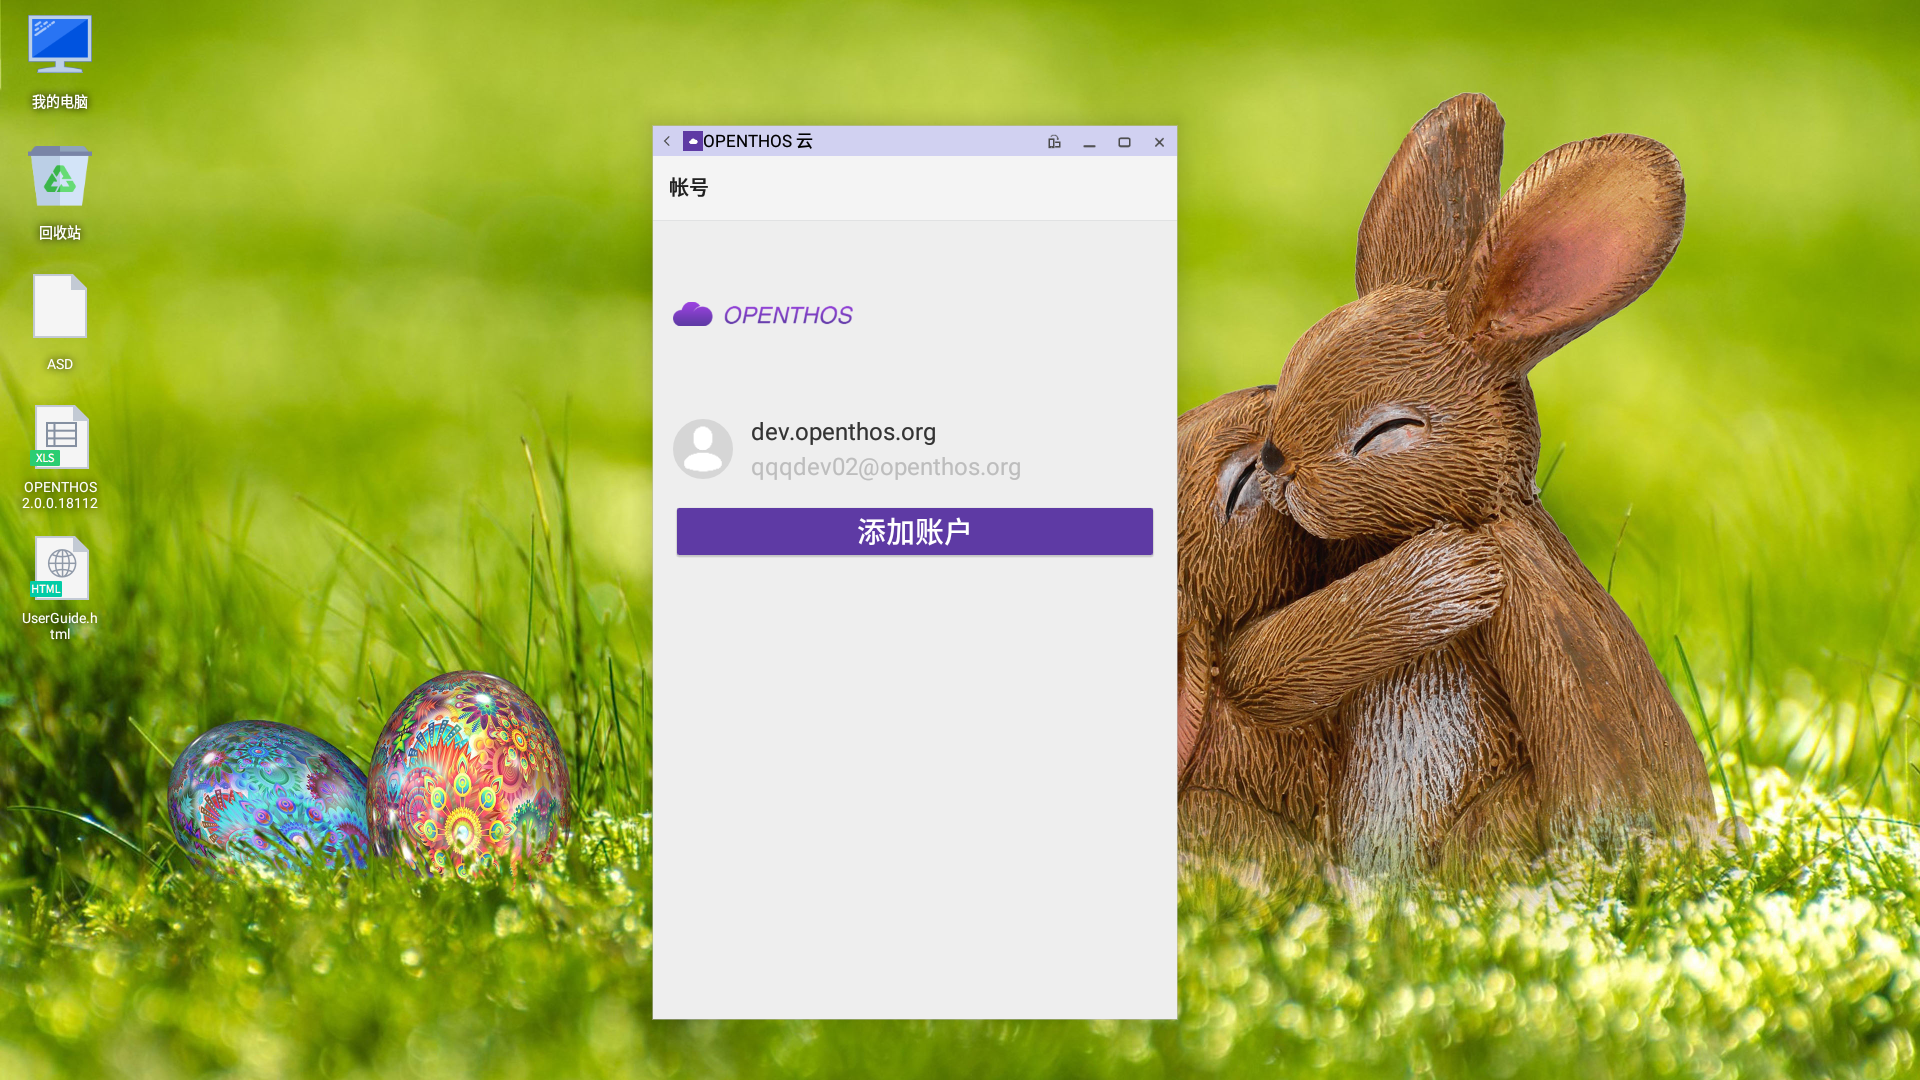 我的电脑
回收站
ASD
XLS
OPENTHOS
2.0.0.18112
HTML
UserGuide.h
tml
OPENTHOS 云
帐号
OPENTHOS
dev.openthos.org
qqqdev02@openthos.org
添加账户